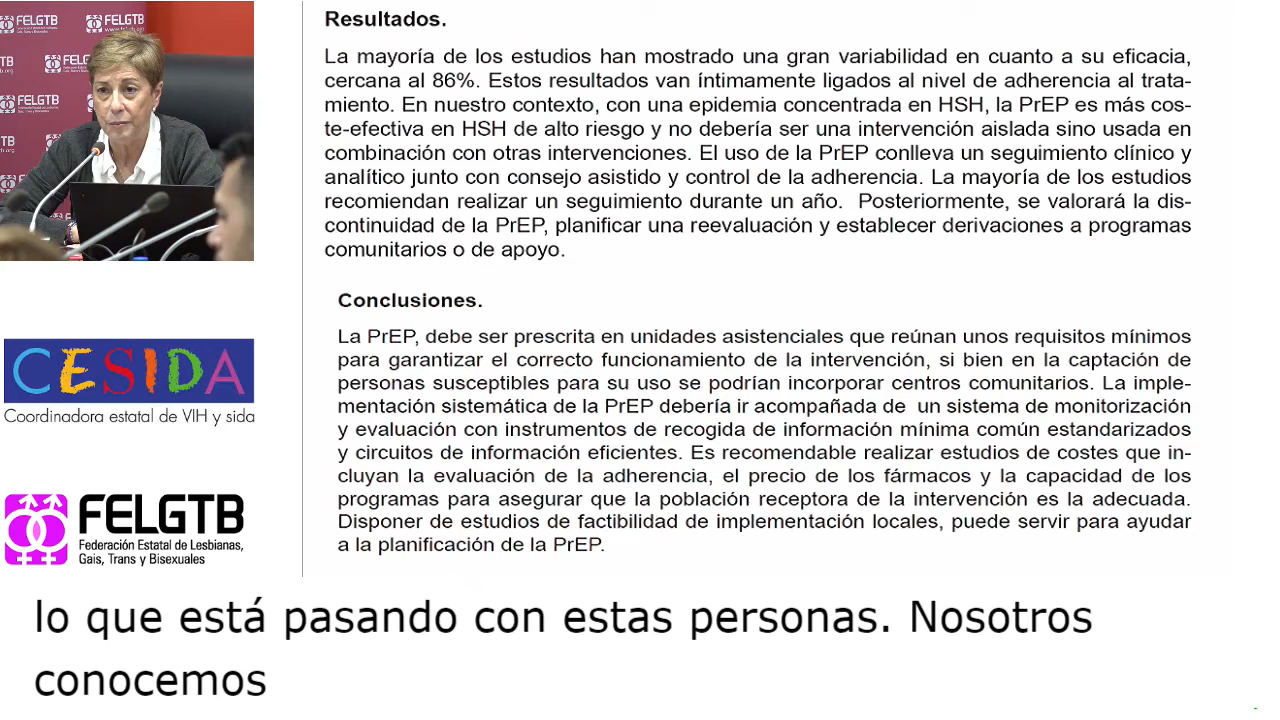 FELGTB
FELGTB
www.felgtb.org
FELGTB
FELGTB
Resultados.
La mayoría de los estudios han mostrado una gran variabilidad en cuanto a su eficacia,
cercana al 86%. Estos resultados van íntimamente ligados al nivel de adherencia al trata-
miento. En nuestro contexto, con una epidemia concentrada en HSH, la PrEP es más cos-
te-efectiva en HSH de alto riesgo y no debería ser una intervención aislada sino usada en
combinación con otras intervenciones. El uso de la PrEP conlleva un seguimiento clínico y
analítico junto con consejo asistido y control de la adherencia. La mayoría de los estudios
recomiendan realizar un seguimiento durante un año. Posteriormente, se valorará la dis-
continuidad de la PrEP, planificar una reevaluación y establecer derivaciones a programas
comunitarios o de apoyo.
Conclusiones.
La PrEP, debe ser prescrita en unidades asistenciales que reúnan unos requisitos mínimos
para garantizar el correcto funcionamiento de la intervención, si bien en la captación de
personas susceptibles para su uso se podrían incorporar centros comunitarios. La imple-
mentación sistemática de la PrEP debería ir acompañada de un sistema de monitorización
y evaluación con instrumentos de recogida de información mínima común estandarizados
y circuitos de información eficientes. Es recomendable realizar estudios de costes que in-
cluyan la evaluación de la adherencia, el precio de los fármacos y la capacidad de los
programas para asegurar que la población receptora de la intervención es la adecuada.
Disponer de estudios de factibilidad de implementación locales, puede servir para ayudar
a la planificación de la PrEP.
CESIDA
Coordinadora estatal de VIH y sida
FELGTB
Federación Estatal de Lesbianas,
Gais, Trans y Bisexuales
lo que está pasando con estas personas. Nosotros
conocemos